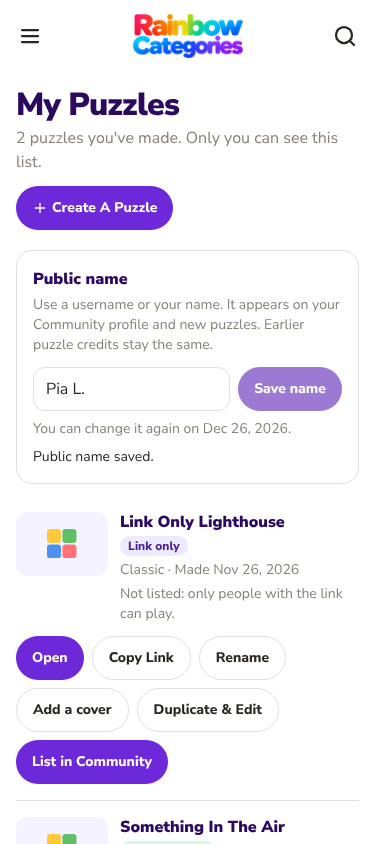 Rainbow
Categories
My Puzzles
2 puzzles you've made. Only you can see this
list.
+ Create A Puzzle
Public name
Use a username or your name. It appears on your
Community profile and new puzzles. Earlier
puzzle credits stay the same.
Pia L.
Save name
You can change it again on Dec 26, 2026.
Public name saved.
Link Only Lighthouse
Link only
Classic · Made Nov 26, 2026
Not listed: only people with the link
can play.
Open
Copy Link
Rename
Add a cover
Duplicate & Edit
List in Community
Something In The Air